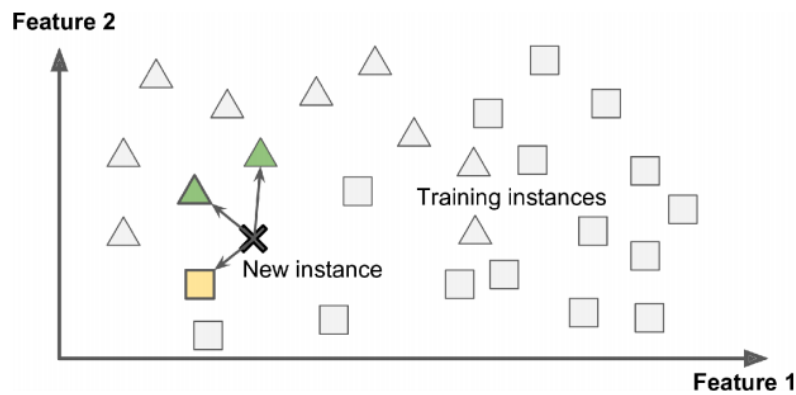 Feature 2
Training instances
New instance
Feature 1